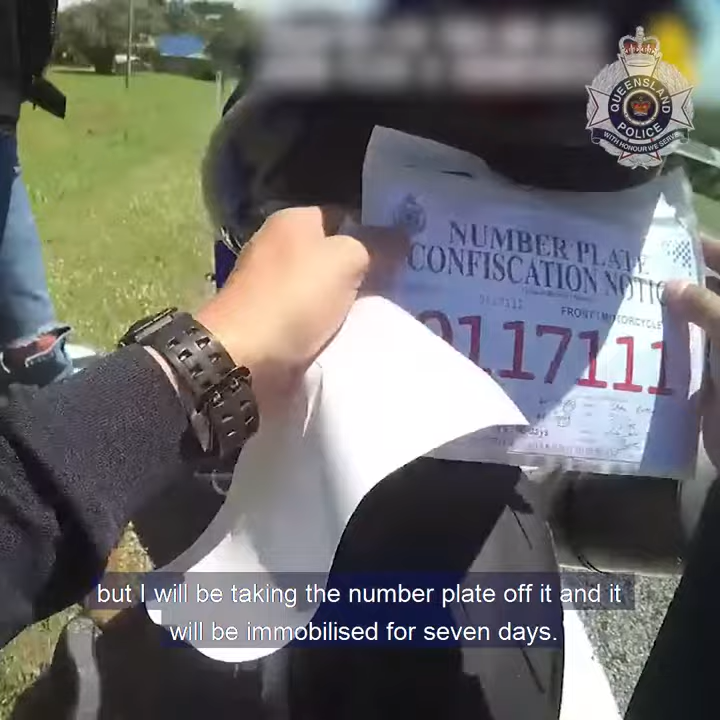 QUEENSLAND
POLICE
WITH HONOUR WE SERVE
NUMBER PLATE
CONFISCATION NOTIC
FRONT
MOTORCYCLE
0117111
days
but I will be taking the number plate off it and it
will be immobilised for seven days.